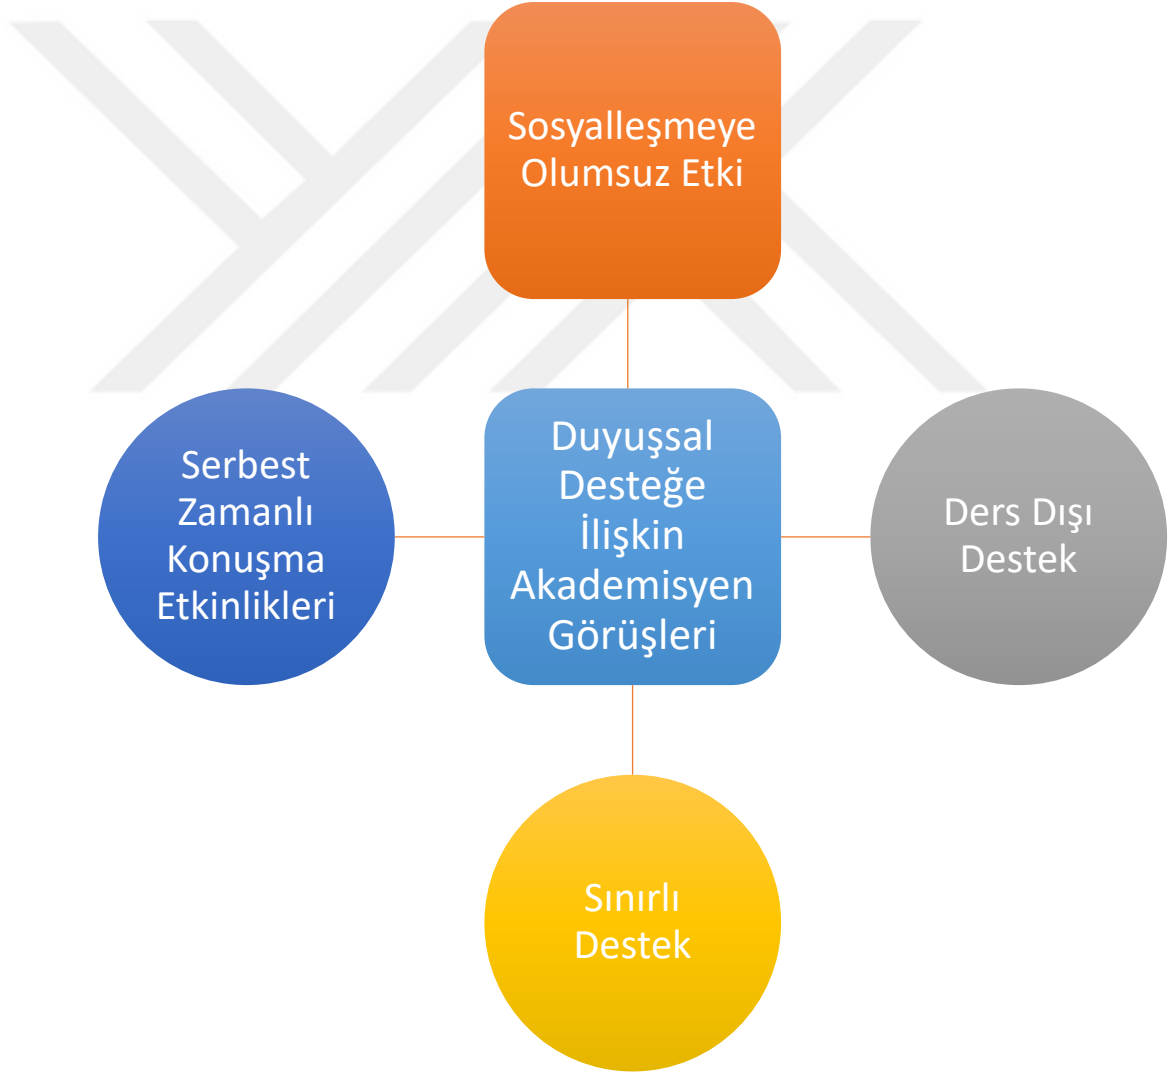 Sosyalleşmeye
Olumsuz Etki
Serbest
Zamanlı
Konuşma
Etkinlikleri
Duyuşsal
Desteğe
İlişkin
Akademisyen
Görüşleri
Ders Dışı
Destek
Sınırlı
Destek